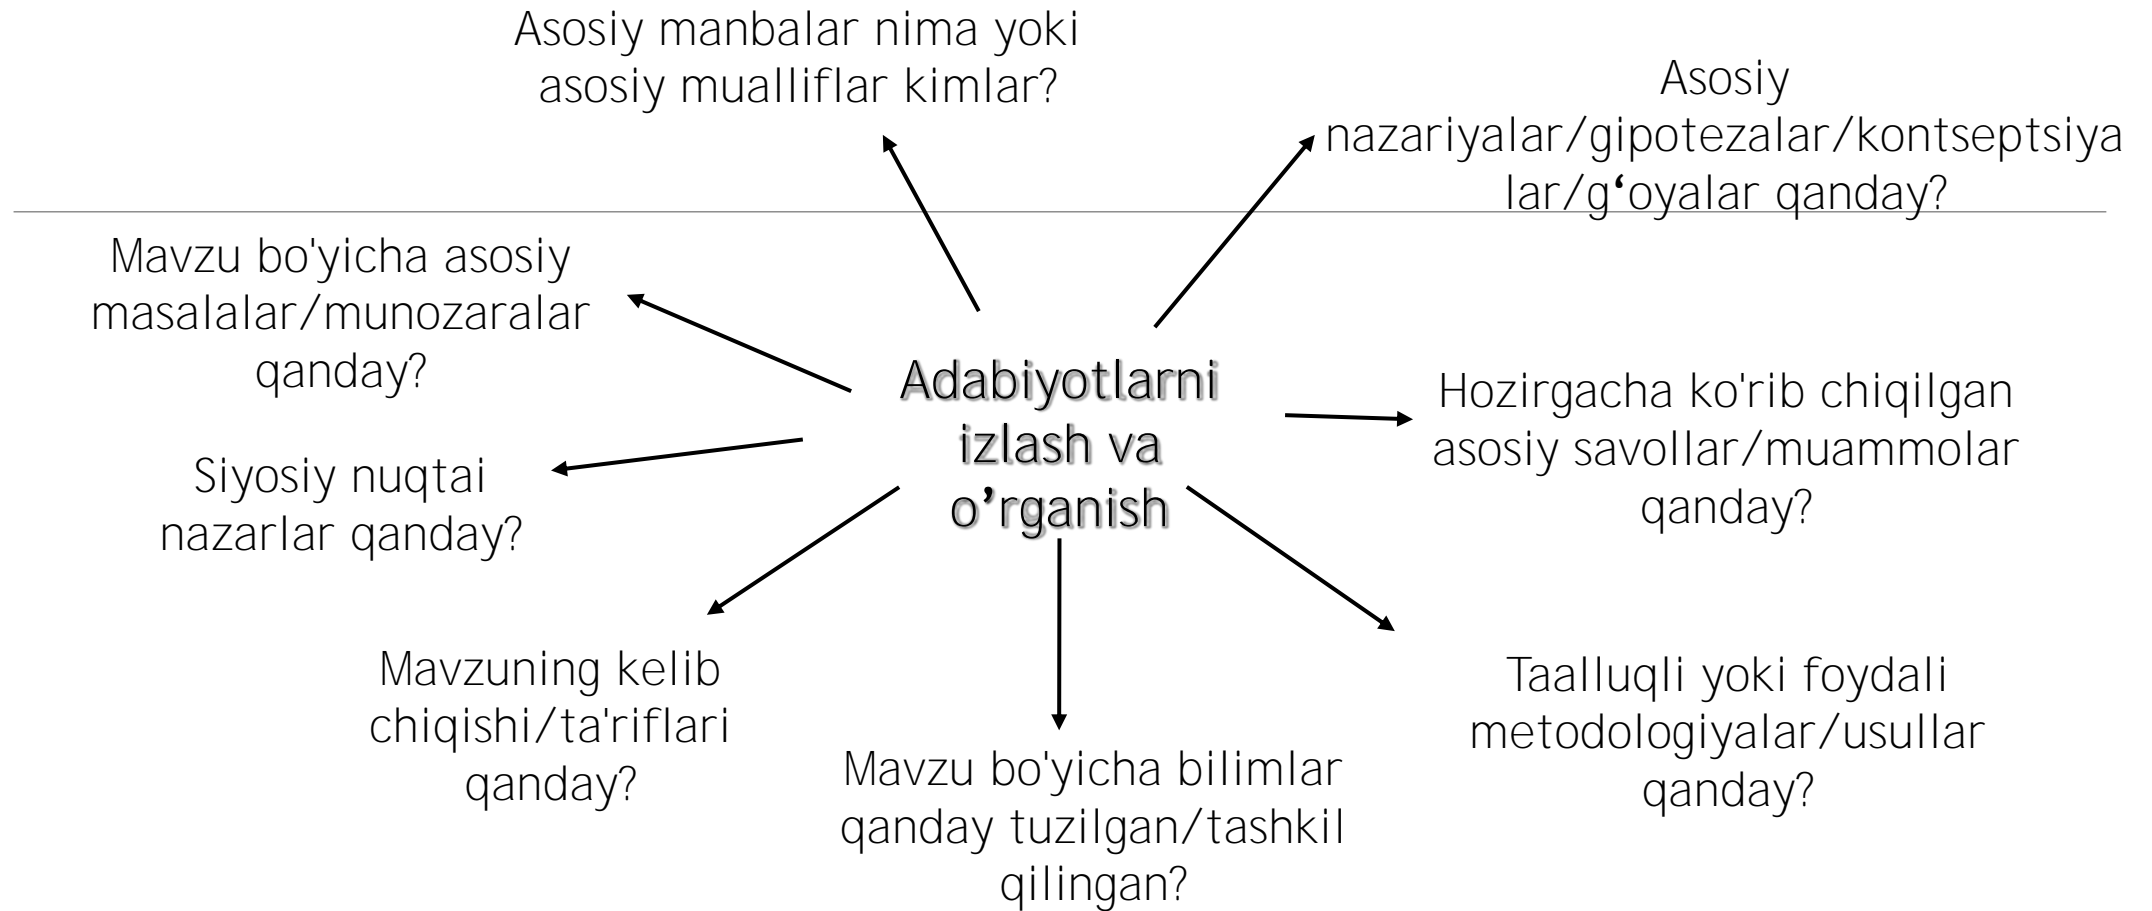 Asosiy manbalar nima yoki
asosiy mualliflar kimlar?
Asosiy
nazariyalar/gipotezalar/kontseptsiya
lar/g‘oyalar qanday?
Mavzu bo'yicha asosiy
masalalar/munozaralar
qanday?
Adabiyotlarni
izlash va
o’rganish
Hozirgacha ko'rib chiqilgan
asosiy savollar/muammolar
qanday?
Siyosiy nuqtai
nazarlar qanday?
Mavzuning kelib
chiqishi/ta'riflari
qanday?
Mavzu bo'yicha bilimlar
qanday tuzilgan/tashkil
qilingan?
Taalluqli yoki foydali
metodologiyalar/usullar
qanday?